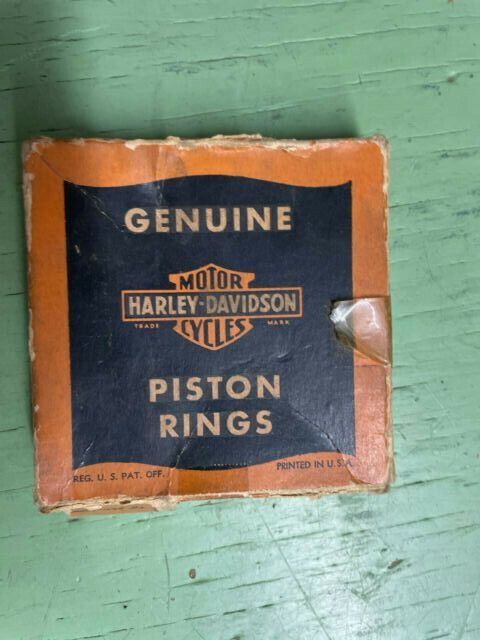 GENUINE
MOTOR
HARLEY-DAVIDSON
TRADE MARK
CYCLES
PISTON
RINGS
REG. U. S. PAT. OFF.
PRINTED IN U.S.A.